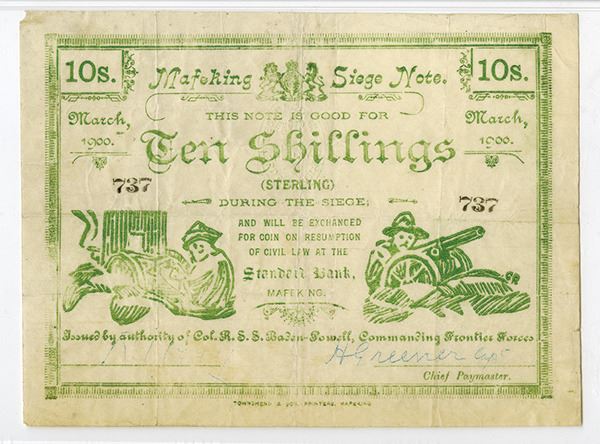 10s. Mafeking Siege Note. 10s.
March, 1900. THIS NOTE IS GOOD FOR March, 1900.
Ten Shillings
(STERLING)
737 DURING THE SIEGE; 737
AND WILL BE EXCHANGED
FOR COIN ON RESUMPTION
OF CIVIL LAW AT THE
Standard Bank,
MAFEKING.
Issued by authority of Col. R. S. S. Baden-Powell, Commanding Frontier Forces
H Greener Capt
Chief Paymaster.
TOWNSHEND & SON, PRINTERS, MAFEKING